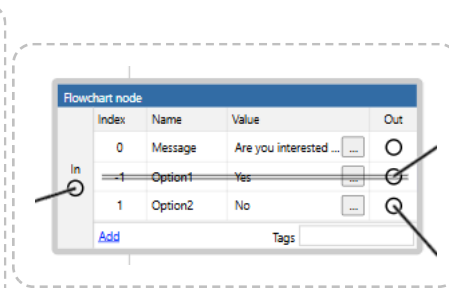 Flowchart node
Index Name Value Out
0 Message Are you interested ... ...
In
-1 Option1 Yes ...
1 Option2 No ...
Add Tags